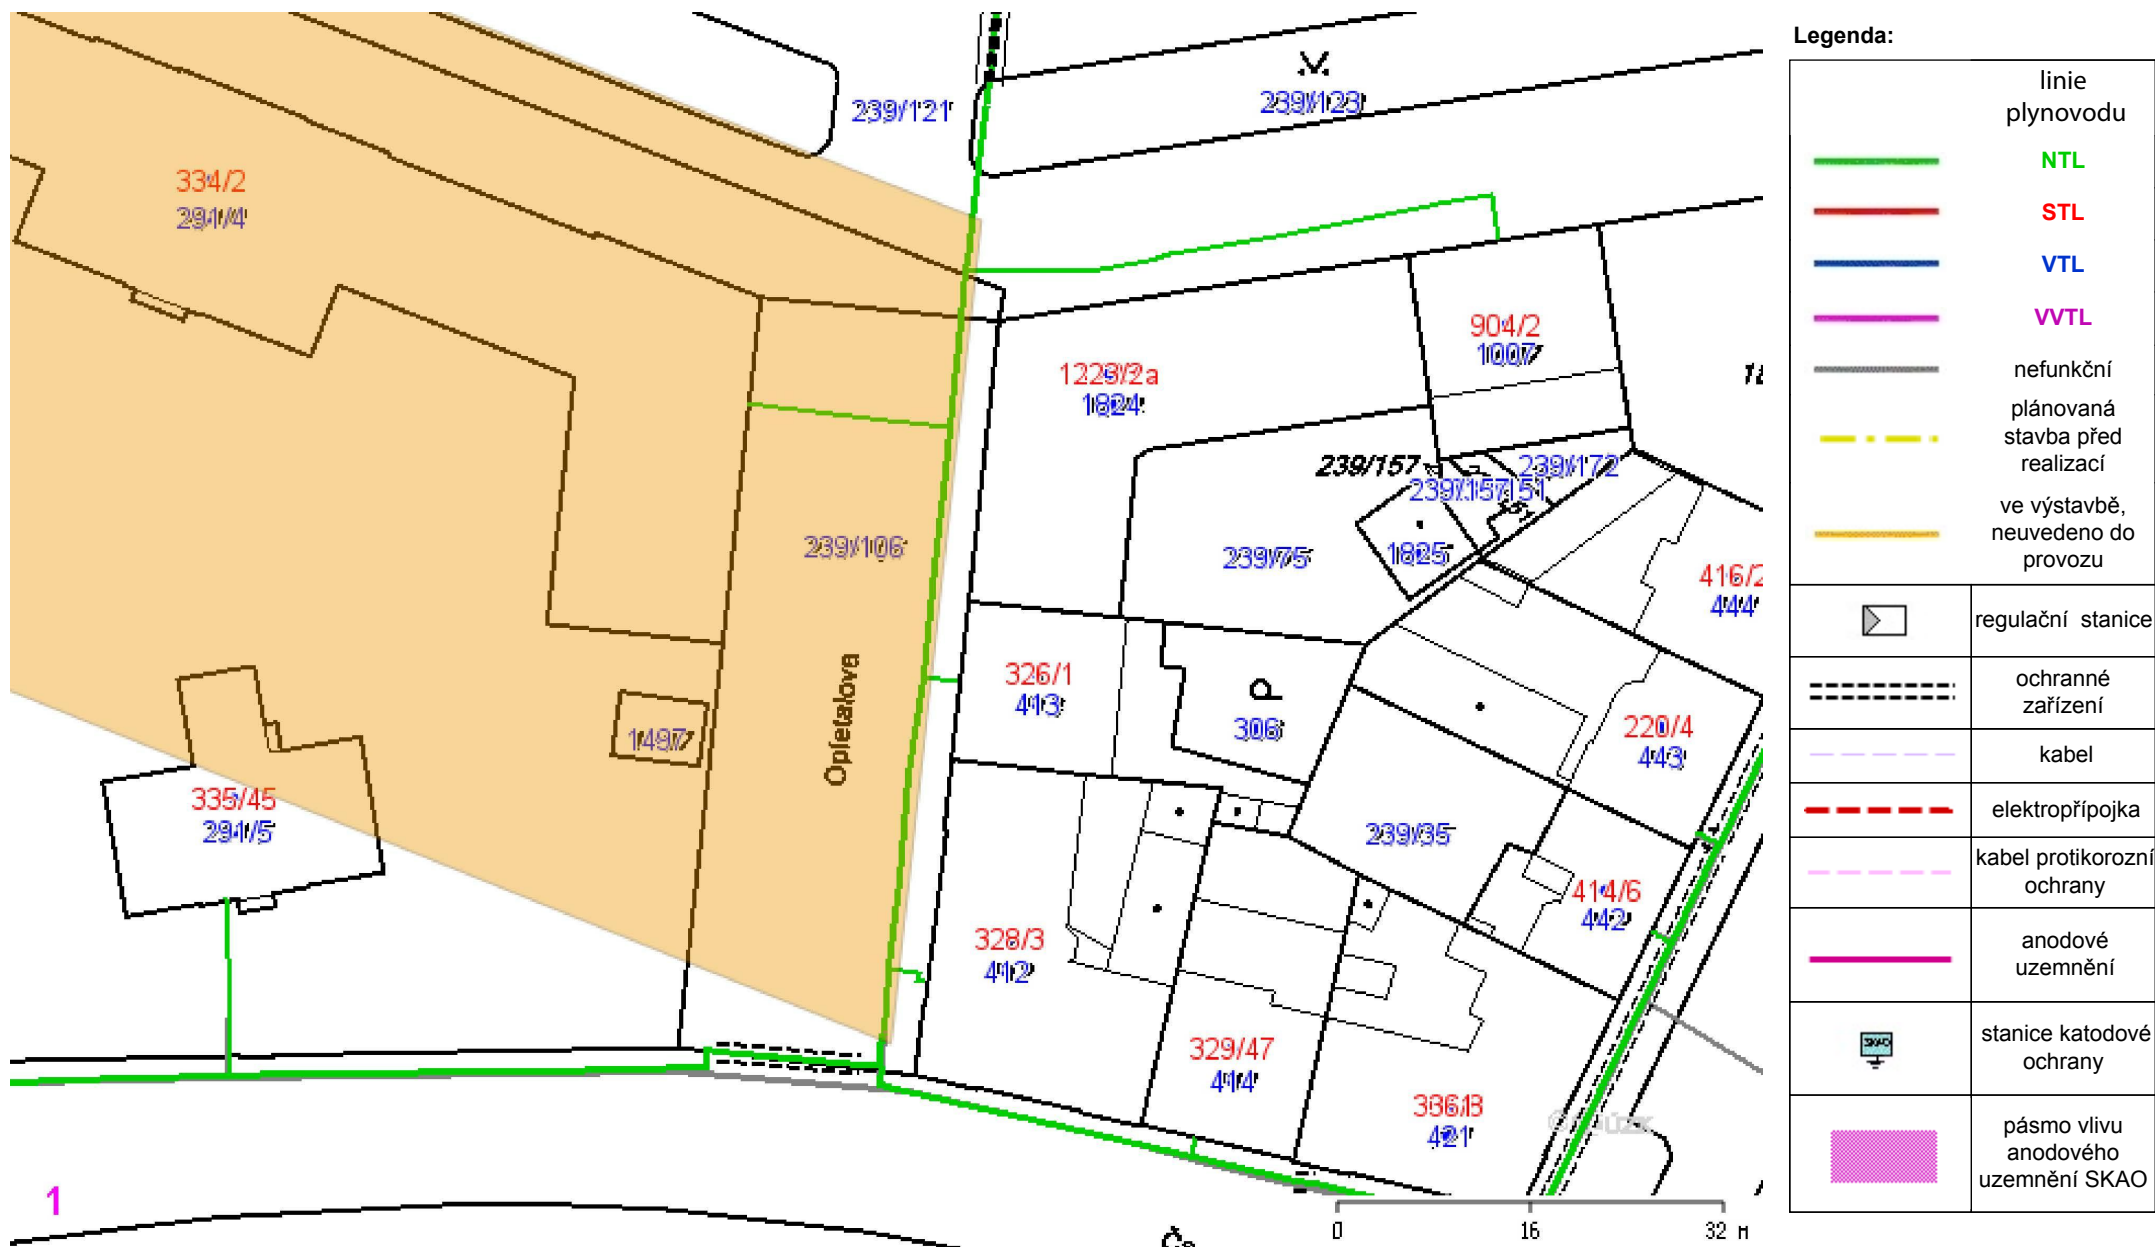 239/121
239/123
334/2
291/4
904/2
1007
1223/2a
1824
239/157
239/172
239/157
151
239/106
239/75
1825
416/2
444
326/1
413
306
Opletalova
1497
220/4
443
335/45
291/5
239/35
414/6
442
328/3
412
329/47
414
421
1
0 16 32 M
Legenda:
linie
plynovodu
NTL
STL
VTL
VVTL
nefunkční
plánovaná
stavba před
realizací
ve výstavbě,
neuvedeno do
provozu
regulační stanice
ochranné
zařízení
kabel
elektropřípojka
kabel protikorozní
ochrany
anodové
uzemnění
SKAO
stanice katodové
ochrany
pásmo vlivu
anodového
uzemnění SKAO